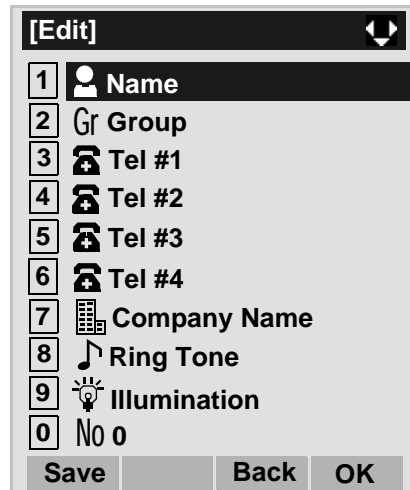 [Edit]
1 Name
2 Gr Group
3 Tel #1
4 Tel #2
5 Tel #3
6 Tel #4
7 Company Name
8 Ring Tone
9 Illumination
0 No 0
Save Back OK